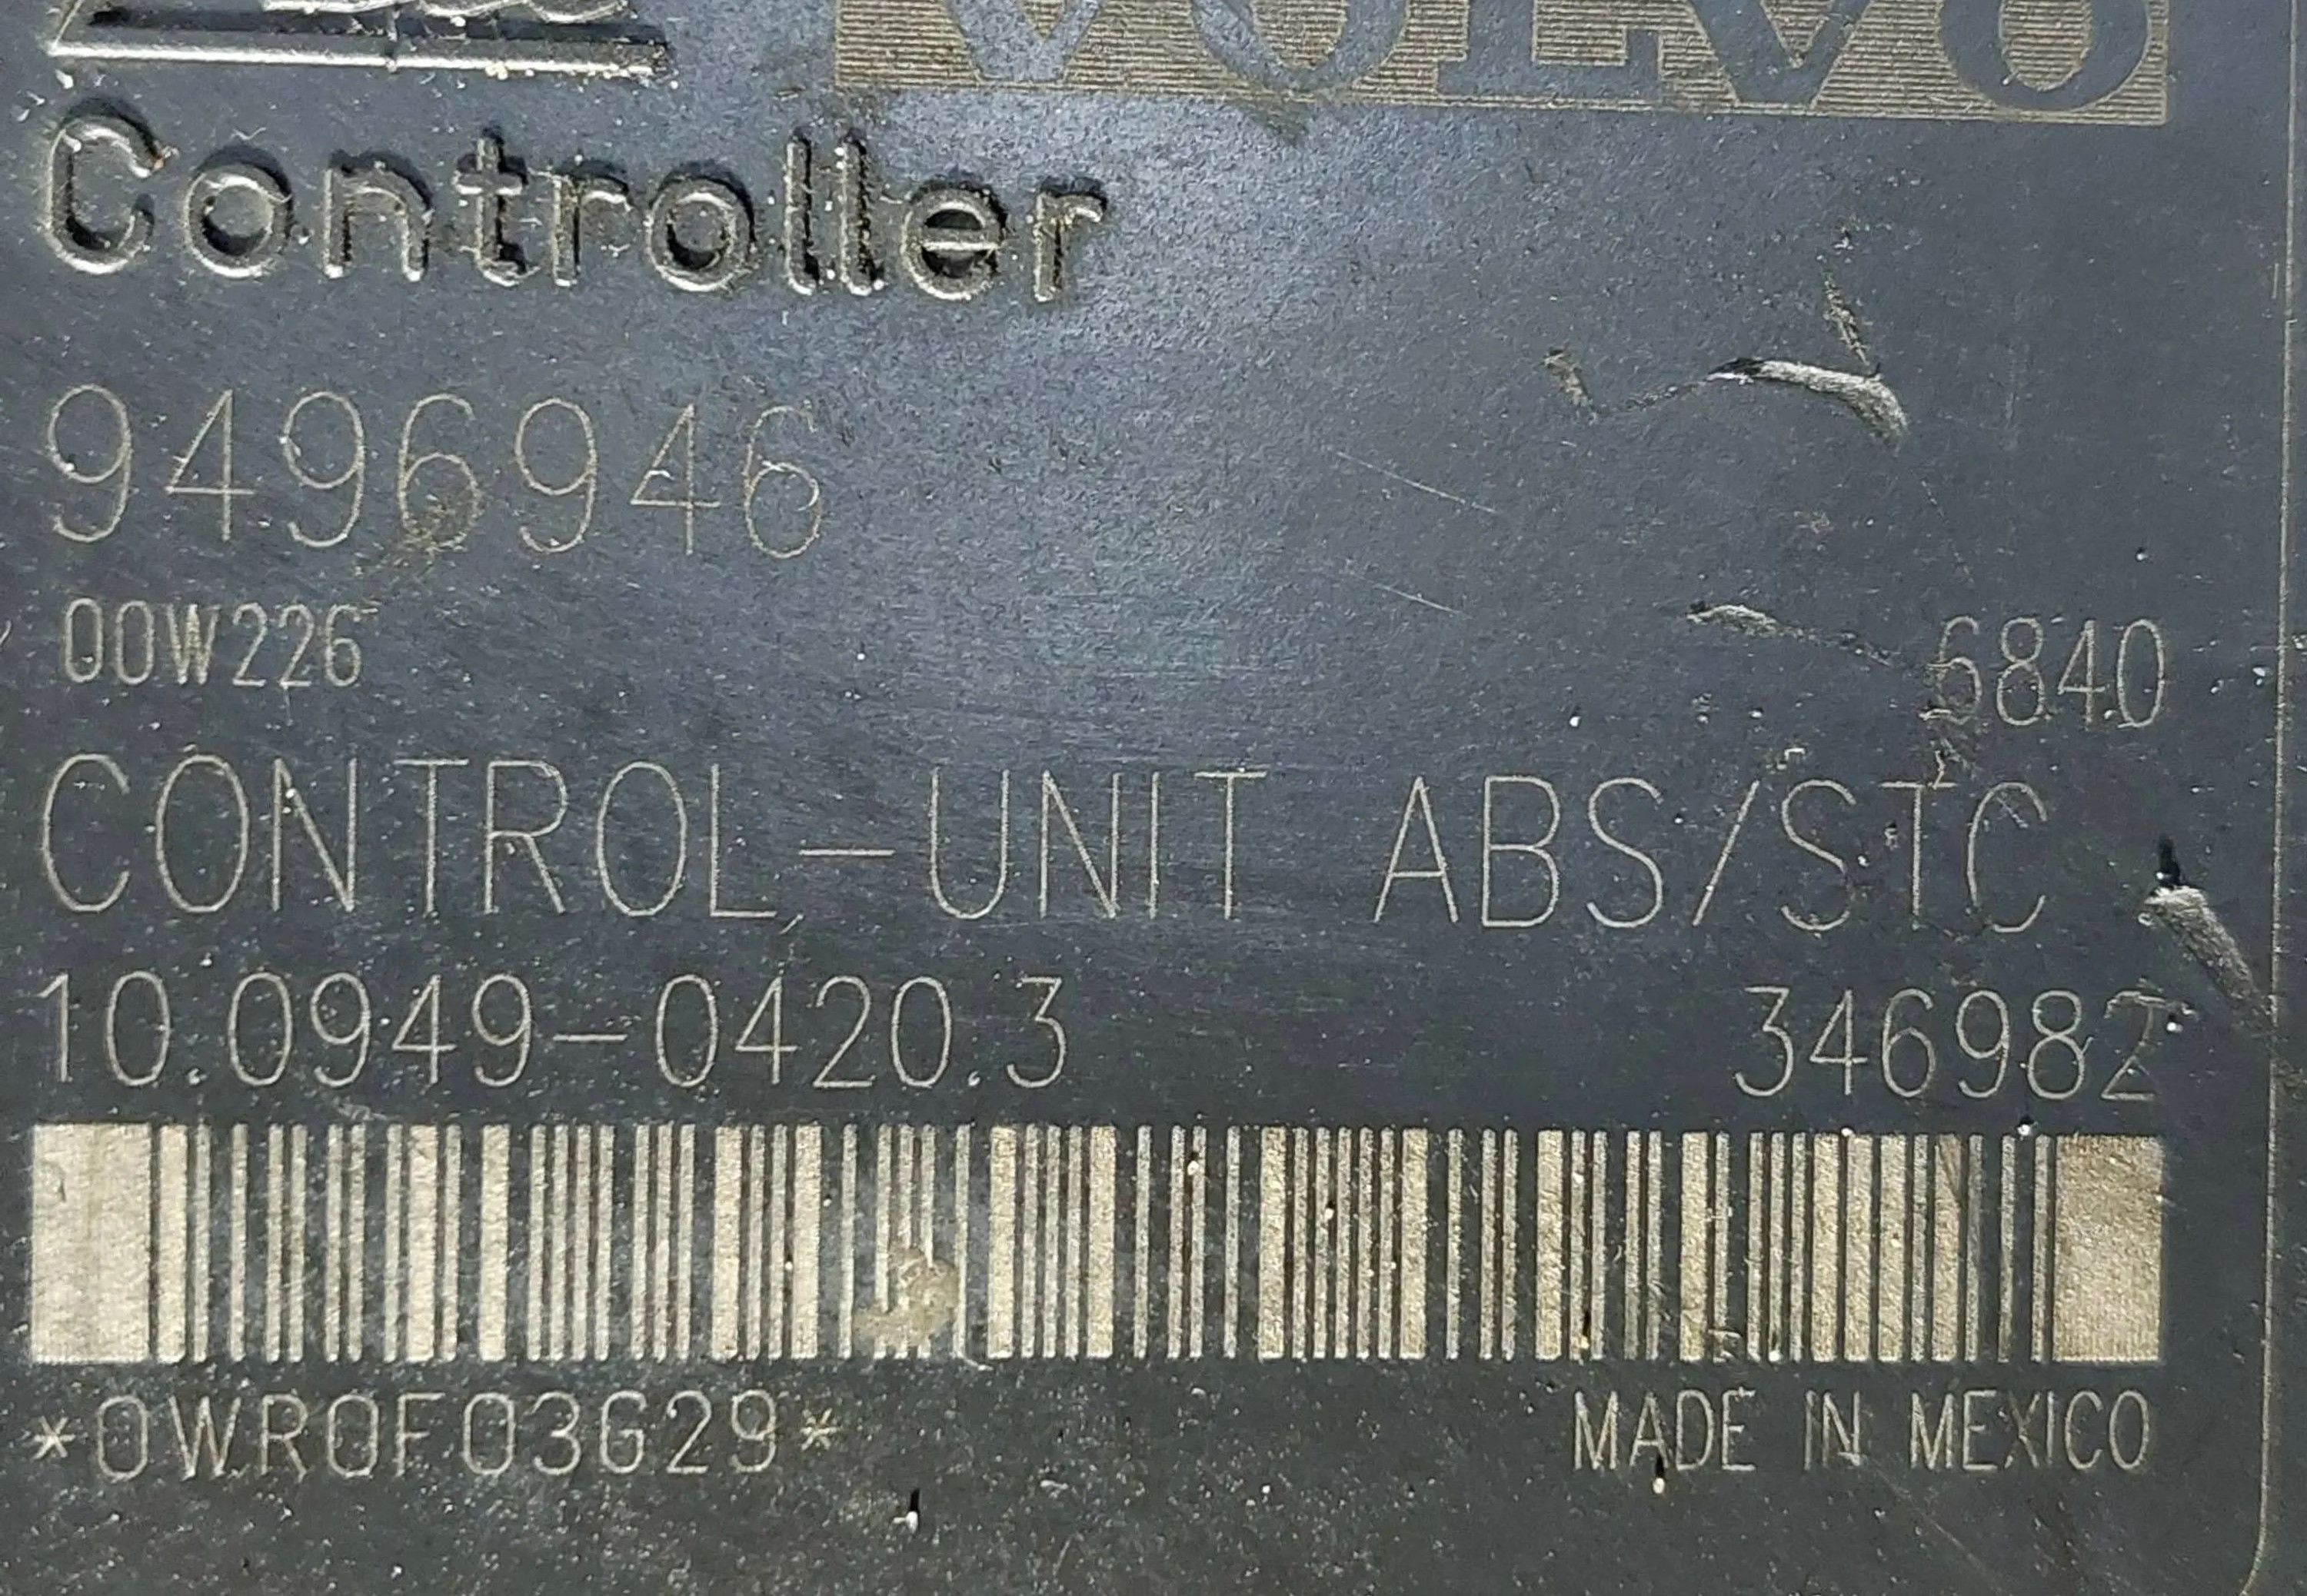 VOLVO
Controller
9496946
00W226 6840
CONTROL-UNIT ABS/STC
10.0949-0420.3 346982
*0WR0F03G29* MADE IN MEXICO